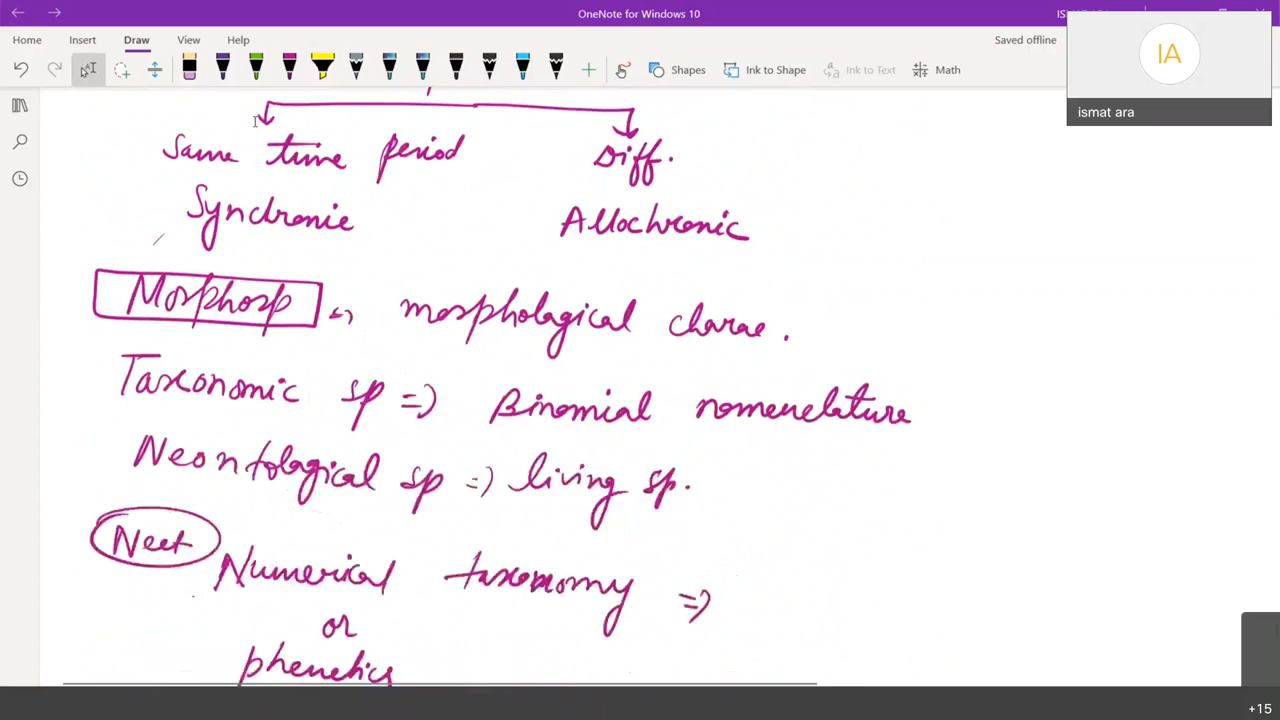 OneNote for Windows 10
Home Insert Draw View Help
Saved offline
Shapes Ink to Shape Ink to Text Math
IA
ismat ara
Same time period Diff.
Synchronic Allochronic
Morphosp => morphological charac.
Taxonomic sp => Binomial nomenclature
Neontological sp => living sp.
Neet
Numerical taxonomy =>
or
phenetics
+15